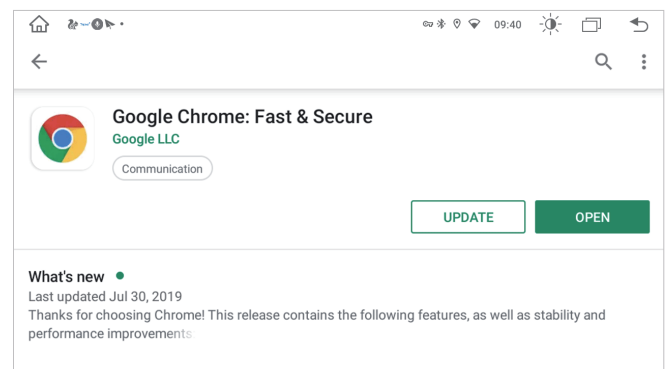 09:40
Google Chrome: Fast & Secure
Google LLC
Communication
UPDATE
OPEN
What's new
Last updated Jul 30, 2019
Thanks for choosing Chrome! This release contains the following features, as well as stability and
performance improvements